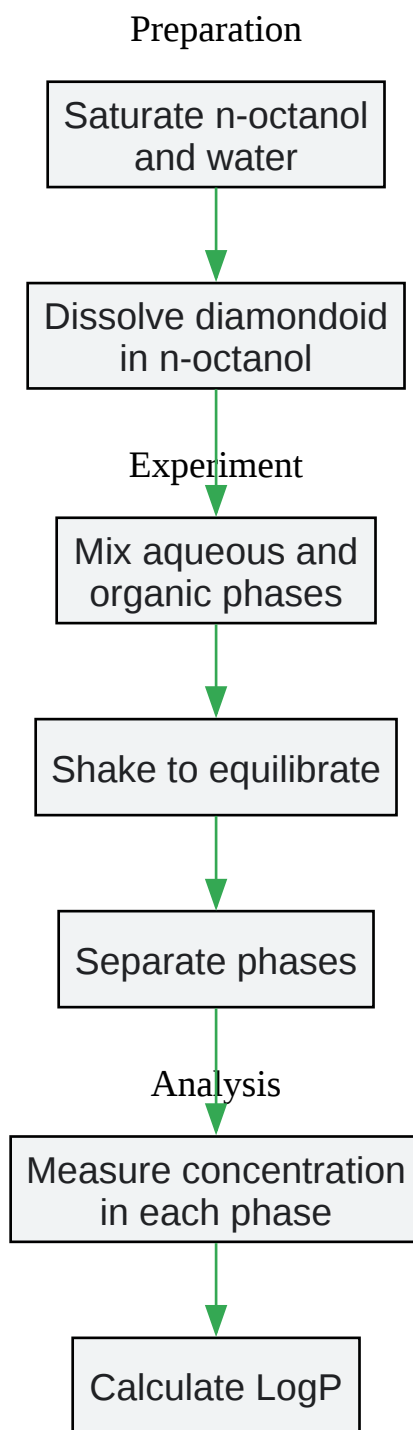 Preparation
Saturate n-octanol
and water
Dissolve diamondoid
in n-octanol
Experiment
Mix aqueous and
organic phases
Shake to equilibrate
Separate phases
Analysis
Measure concentration
in each phase
Calculate LogP